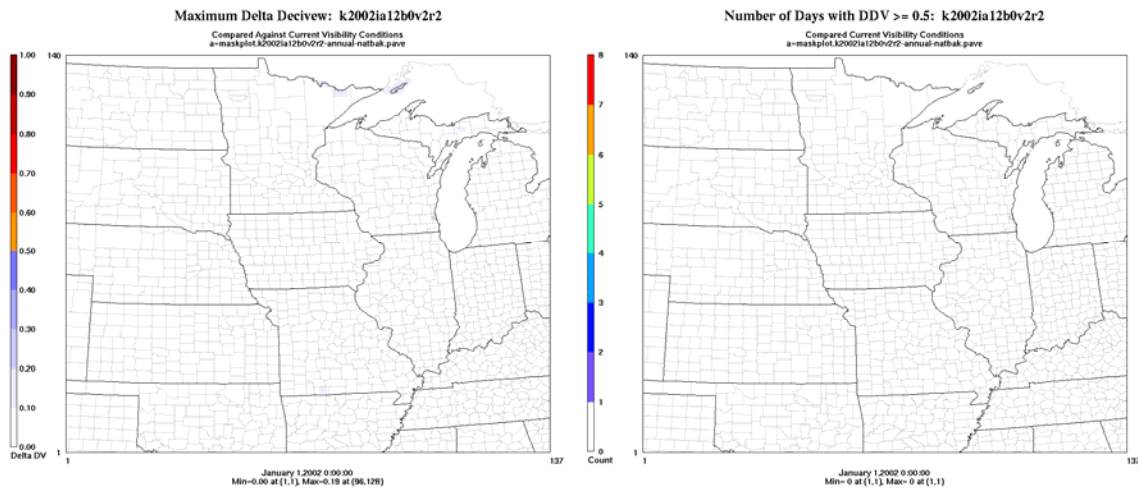 Maximum Delta Decivew: k2002ia12b0v2r2
Compared Against Current Visibility Conditions
a=maskplot.k2002ia12b0v2r2-annual-natbak.pave
1.00
0.90
0.80
0.70
0.60
0.50
0.40
0.30
0.20
0.10
0.00
Delta DV
140
1
1
137
January 1,2002 0:00:00
Min=0.00 at (1,1), Max=0.19 at (96,128)
Number of Days with DDV >= 0.5: k2002ia12b0v2r2
Compared Against Current Visibility Conditions
a=maskplot.k2002ia12b0v2r2-annual-natbak.pave
8
7
6
5
4
3
2
1
0
Count
140
1
1
137
January 1,2002 0:00:00
Min= 0 at (1,1), Max= 0 at (1,1)